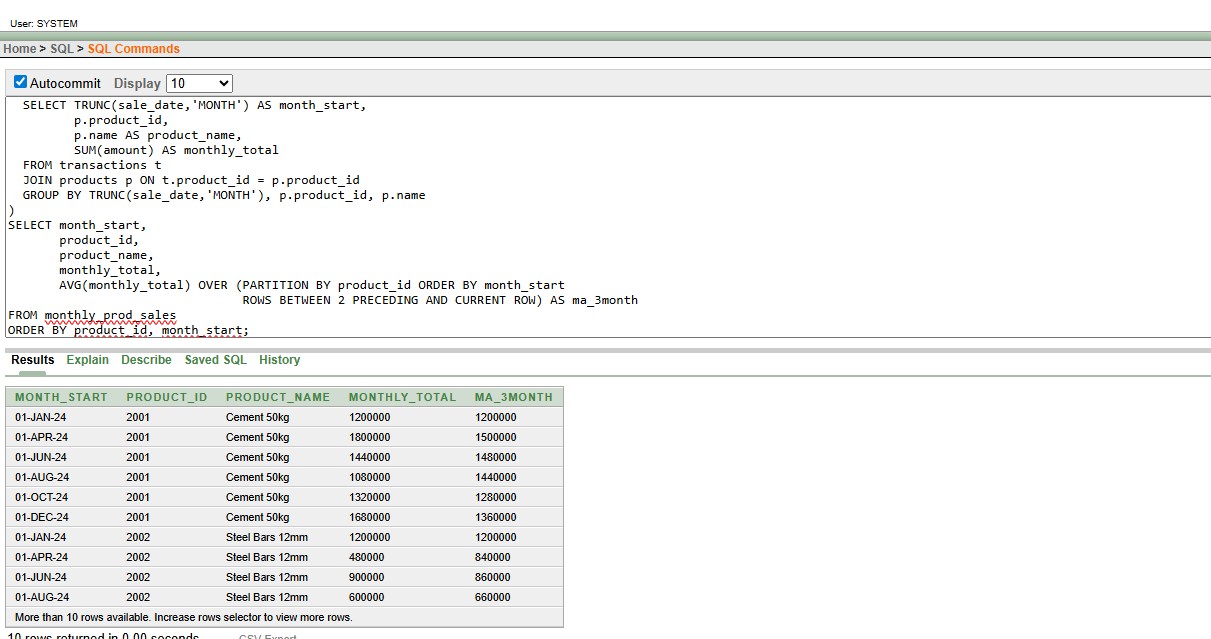 User: SYSTEM
Home > SQL > SQL Commands
Autocommit Display 10
SELECT TRUNC(sale_date,'MONTH') AS month_start,
p.product_id,
p.name AS product_name,
SUM(amount) AS monthly_total
FROM transactions t
JOIN products p ON t.product_id = p.product_id
GROUP BY TRUNC(sale_date,'MONTH'), p.product_id, p.name
)
SELECT month_start,
product_id,
product_name,
monthly_total,
AVG(monthly_total) OVER (PARTITION BY product_id ORDER BY month_start
ROWS BETWEEN 2 PRECEDING AND CURRENT ROW) AS ma_3month
FROM monthly_prod_sales
ORDER BY product_id, month_start;
Results Explain Describe Saved SQL History
MONTH_START PRODUCT_ID PRODUCT_NAME MONTHLY_TOTAL MA_3MONTH
01-JAN-24 2001 Cement 50kg 1200000 1200000
01-APR-24 2001 Cement 50kg 1800000 1500000
01-JUN-24 2001 Cement 50kg 1440000 1480000
01-AUG-24 2001 Cement 50kg 1080000 1440000
01-OCT-24 2001 Cement 50kg 1320000 1280000
01-DEC-24 2001 Cement 50kg 1680000 1360000
01-JAN-24 2002 Steel Bars 12mm 1200000 1200000
01-APR-24 2002 Steel Bars 12mm 480000 840000
01-JUN-24 2002 Steel Bars 12mm 900000 860000
01-AUG-24 2002 Steel Bars 12mm 600000 660000
More than 10 rows available. Increase rows selector to view more rows.
10 rows returned in 0.00 seconds CSV Export